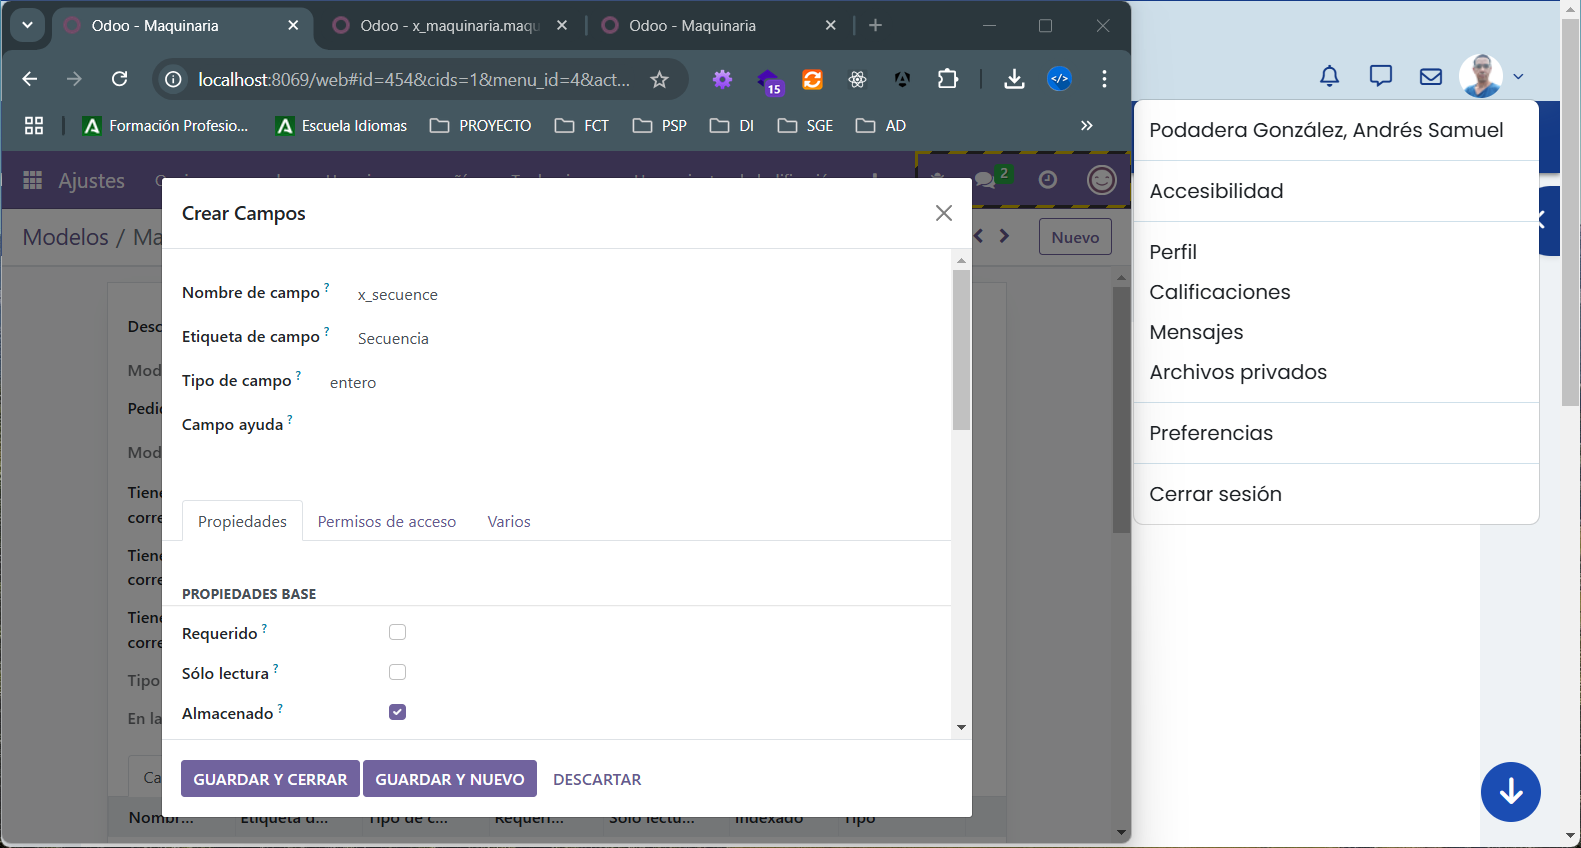 Odoo - Maquinaria
Odoo - x_maquinaria.maqu
Odoo - Maquinaria
localhost:8069/web#id=454&cids=1&menu_id=4&act...
15
Formación Profesio...
Escuela Idiomas
PROYECTO
FCT
PSP
DI
SGE
AD
Ajustes
2
Modelos / Ma
Nuevo
Crear Campos
Nombre de campo ?
x_secuence
Etiqueta de campo ?
Secuencia
Tipo de campo ?
entero
Campo ayuda ?
Propiedades
Permisos de acceso
Varios
PROPIEDADES BASE
Requerido ?
Sólo lectura ?
Almacenado ?
GUARDAR Y CERRAR
GUARDAR Y NUEVO
DESCARTAR
Desc
Mod
Pedi
Mod
Tiene
corre
Tiene
corre
Tiene
corre
Tipo
En la
Ca
Nombr...
Etiqueta d...
Tipo de c...
Requeri...
Sólo lectu...
Indexado
Tipo
Podadera González, Andrés Samuel
Accesibilidad
Perfil
Calificaciones
Mensajes
Archivos privados
Preferencias
Cerrar sesión